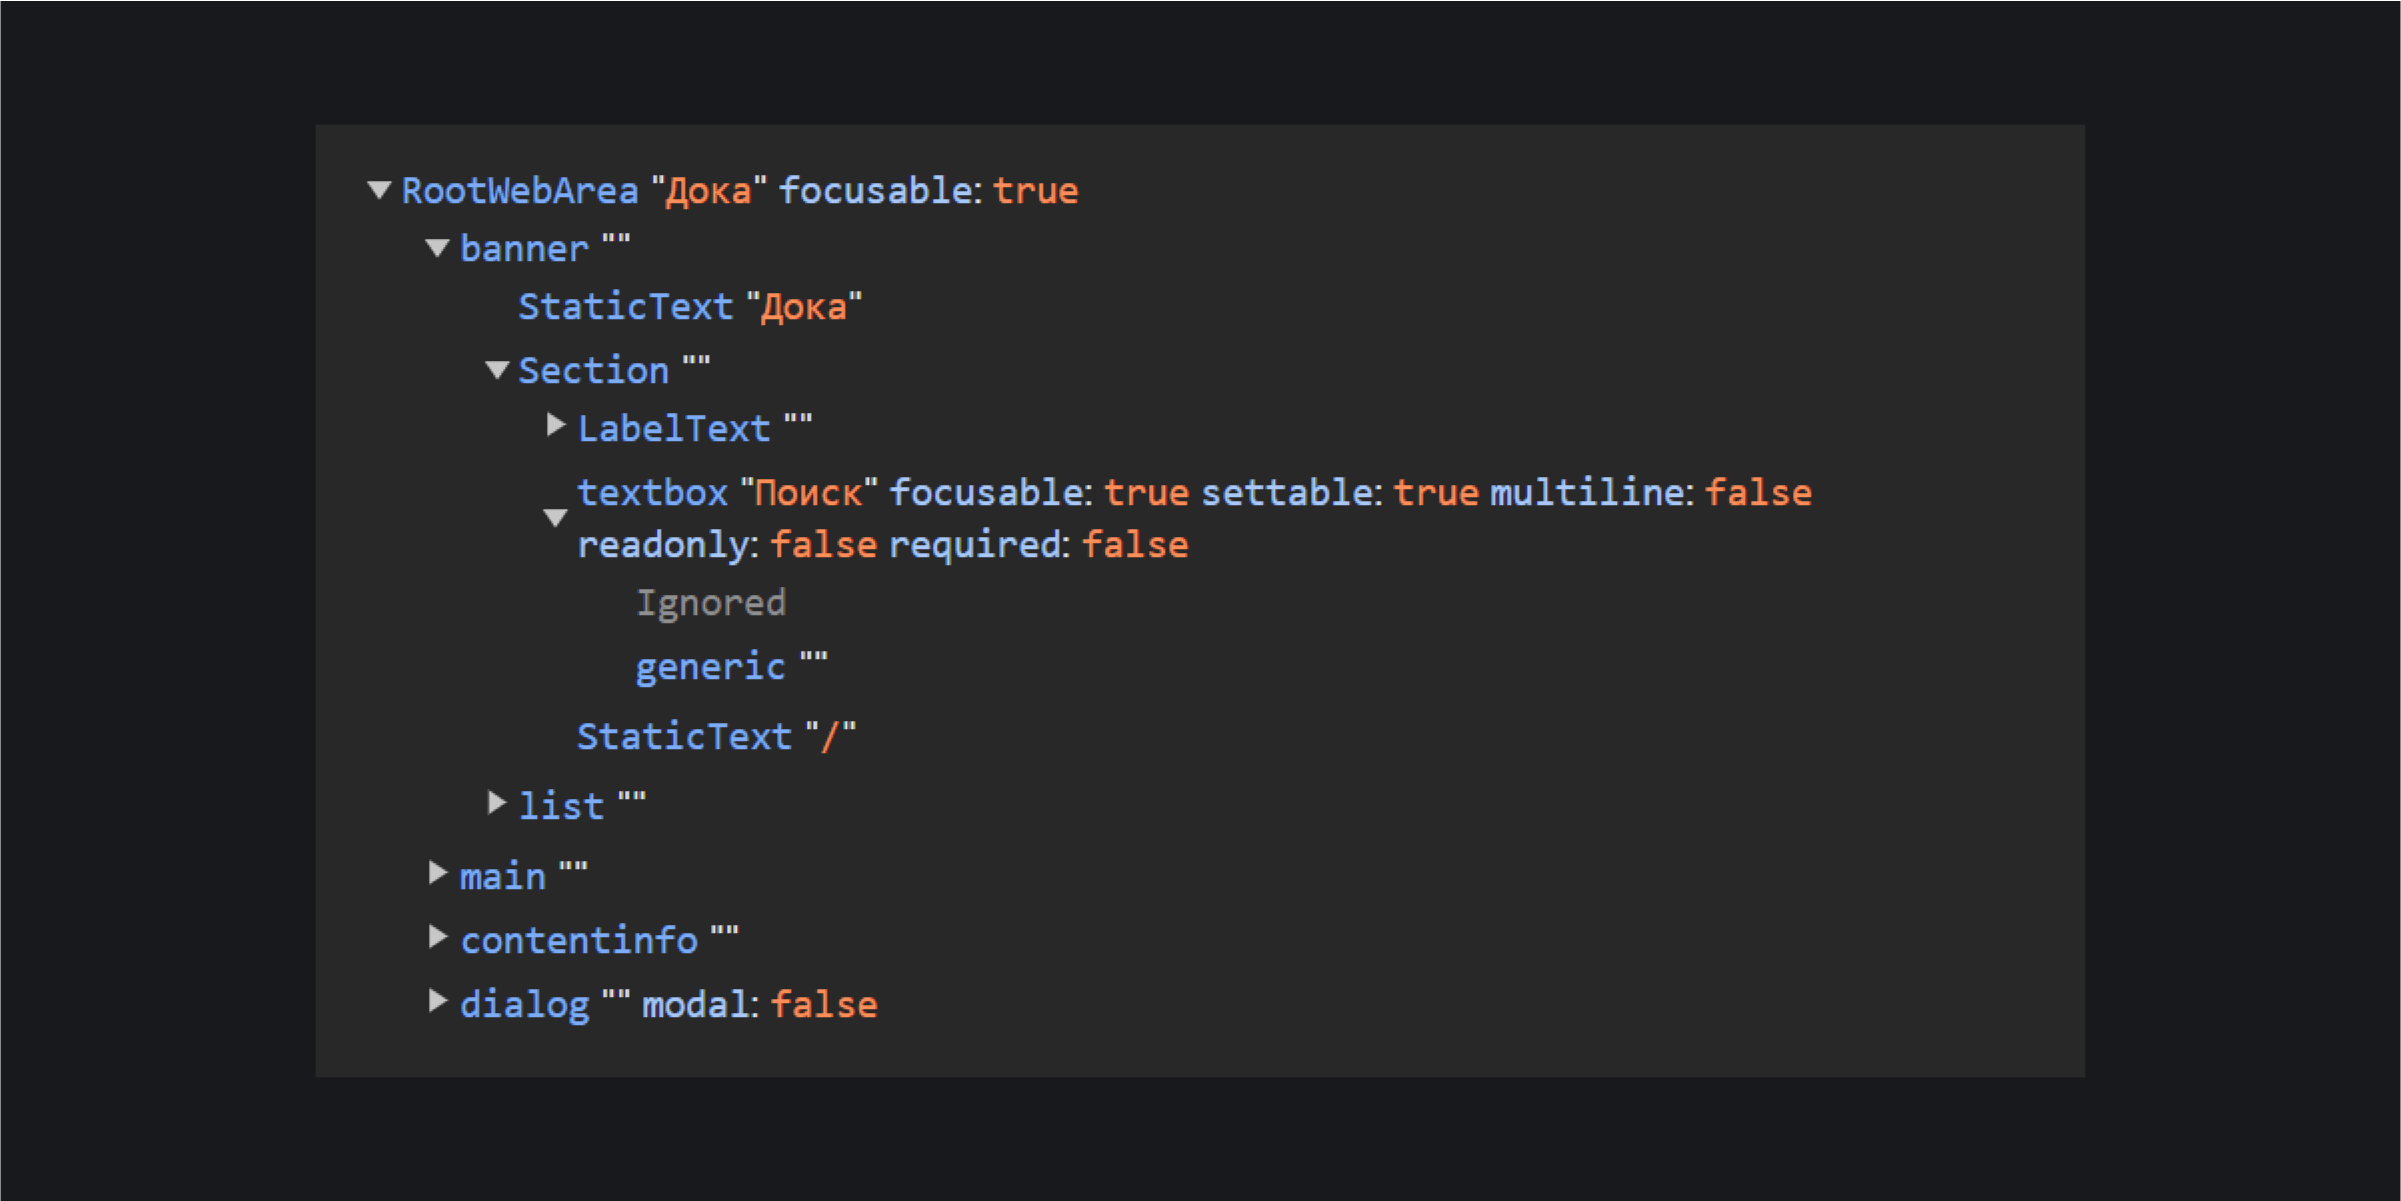 RootWebArea "Дока" focusable: true
banner ""
StaticText "Дока"
Section ""
LabelText ""
textbox "Поиск" focusable: true settable: true multiline: false
readonly: false required: false
Ignored
generic ""
StaticText "/"
list ""
main ""
contentinfo ""
dialog "" modal: false